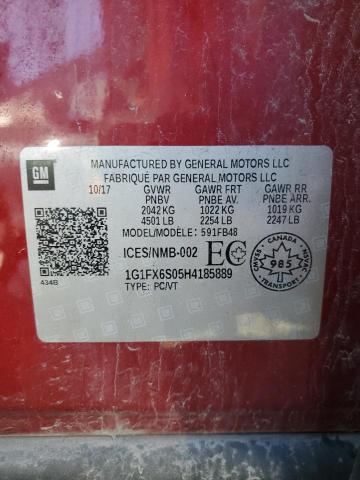 GM
MANUFACTURED BY GENERAL MOTORS LLC
FABRIQUÉ PAR GENERAL MOTORS LLC
10/17 GVWR GAWR FRT GAWR RR
PNBV PNBE AV. PNBE ARR.
2042 KG 1022 KG 1019 KG
4501 LB 2254 LB 2247 LB
MODEL/MODÈLE: 591FB48
ICES/NMB-002 EC
1G1FX6S05H4185889
TYPE: PC/VT
434B
CANADA
CMVSS NSVAC
985
TRANSPORT